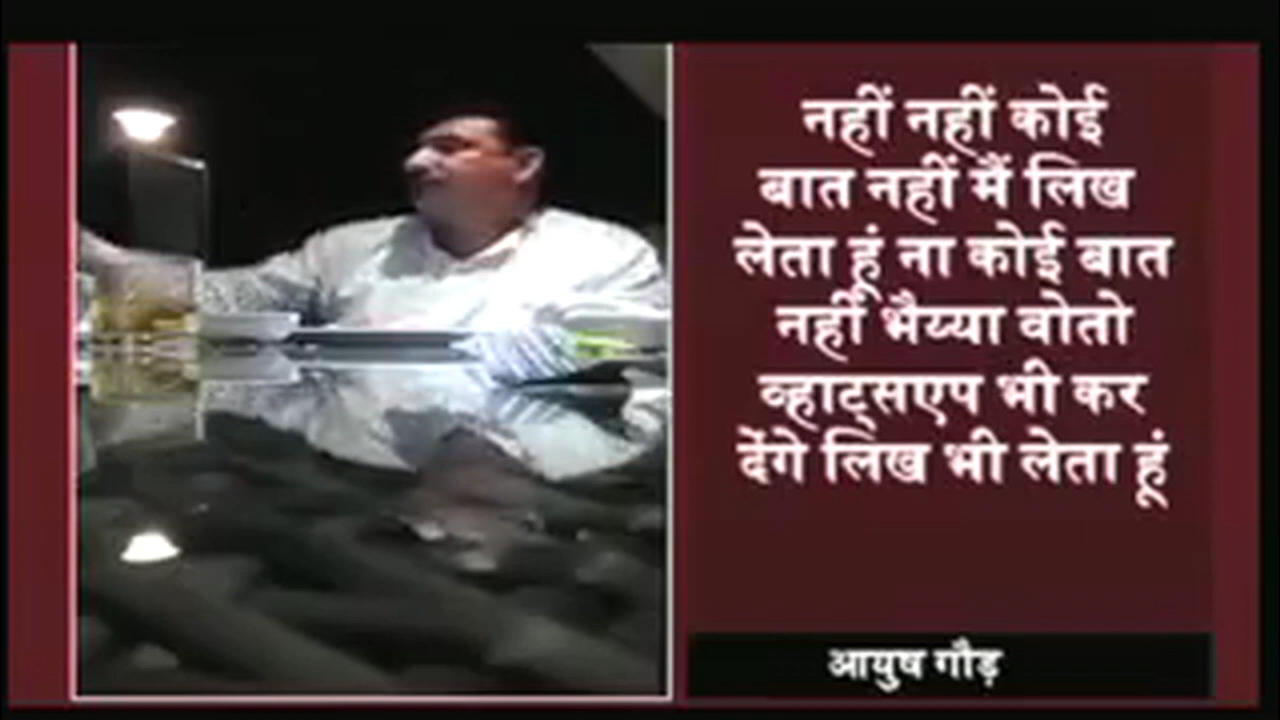 नहीं नहीं कोई
बात नहीं मैं लिख
लेता हूं ना कोई बात
नहीं भैय्या वोतो
व्हाट्सएप भी कर
देंगे लिख भी लेता हूं
आयुष गौड़